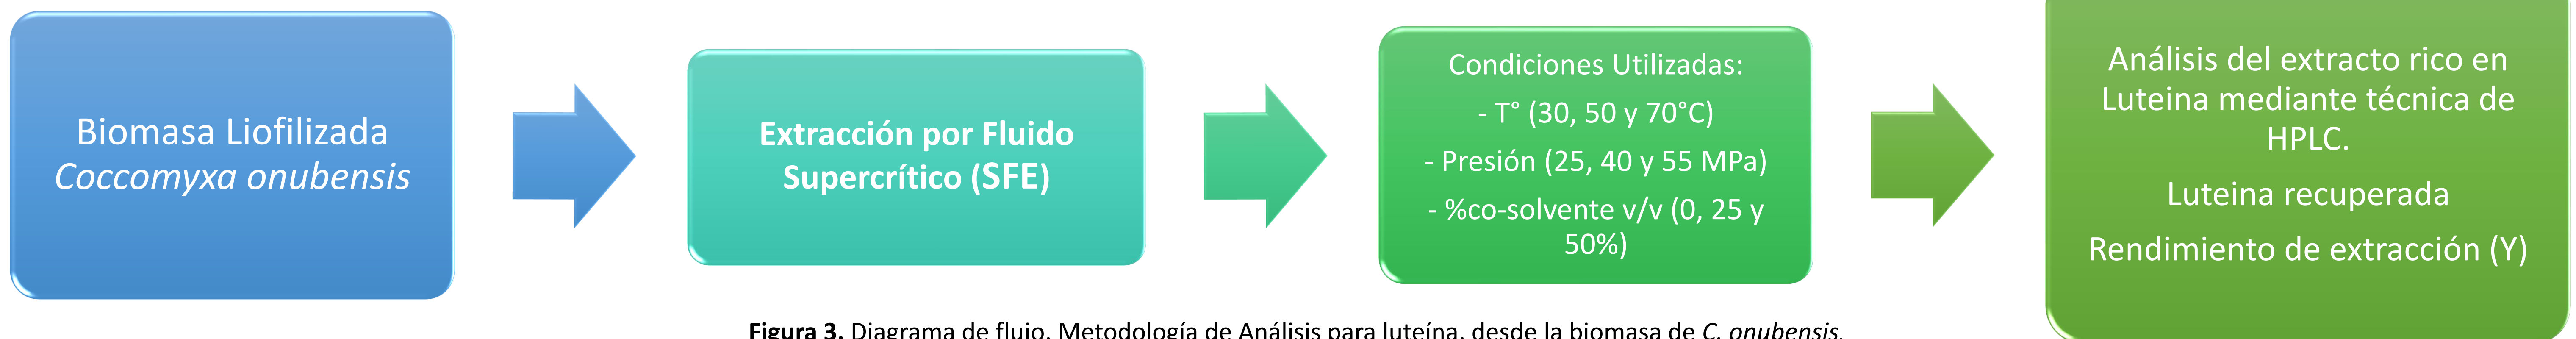 Biomasa Liofilizada
Coccomyxa onubensis
Extracción por Fluido
Supercrítico (SFE)
Condiciones Utilizadas:
- T° (30, 50 y 70°C)
- Presión (25, 40 y 55 MPa)
- %co-solvente v/v (0, 25 y
50%)
Análisis del extracto rico en
Luteina mediante técnica de
HPLC.
Luteina recuperada
Rendimiento de extracción (Y)
Figura 3. Diagrama de flujo. Metodología de Análisis para luteína, desde la biomasa de C. onubensis.